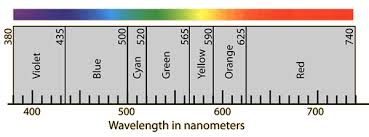 380 435 500 520 565 590 625 740
Violet Blue Cyan Green Yellow Orange Red
400 500 600 700
Wavelength in nanometers